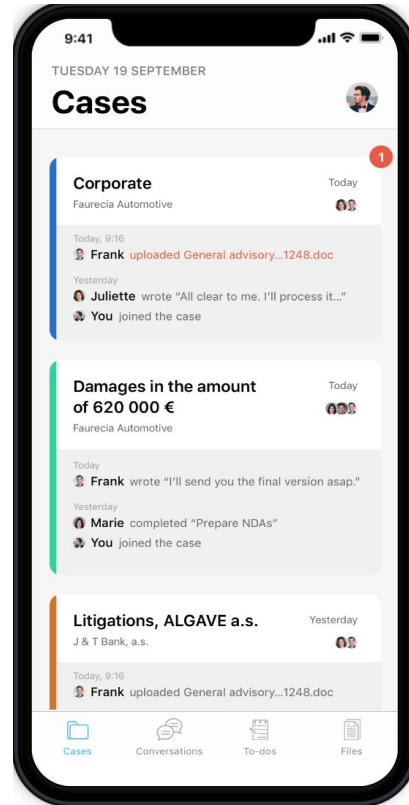 9:41
TUESDAY 19 SEPTEMBER
Cases
1
Corporate
Today
Faurecia Automotive
Today, 9:16
Frank uploaded General advisory...1248.doc
Yesterday
Juliette wrote “All clear to me. I'll process it...”
You joined the case
Damages in the amount
Today
of 620 000 €
Faurecia Automotive
Today
Frank wrote “I'll send you the final version asap.”
Yesterday
Marie completed “Prepare NDAs”
You joined the case
Litigations, ALGAVE a.s.
Yesterday
J & T Bank, a.s.
Today, 9:16
Frank uploaded General advisory...1248.doc
Cases
Conversations
To-dos
Files